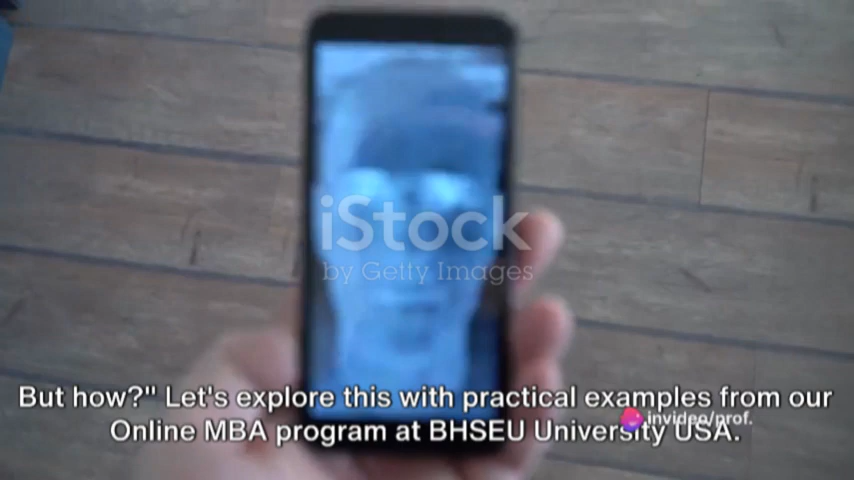 iStock
by Getty Images
But how?" Let's explore this with practical examples from our
invideo/prof.
Online MBA program at BHSEU University USA.